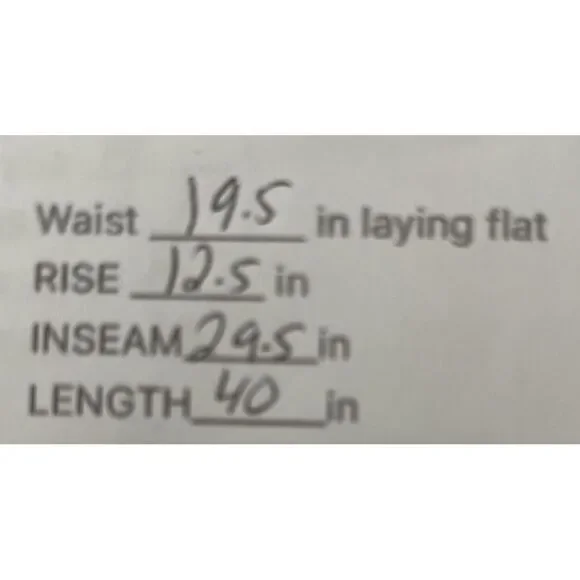 Waist 19.5 in laying flat
RISE 12.5 in
INSEAM 29.5 in
LENGTH 40 in